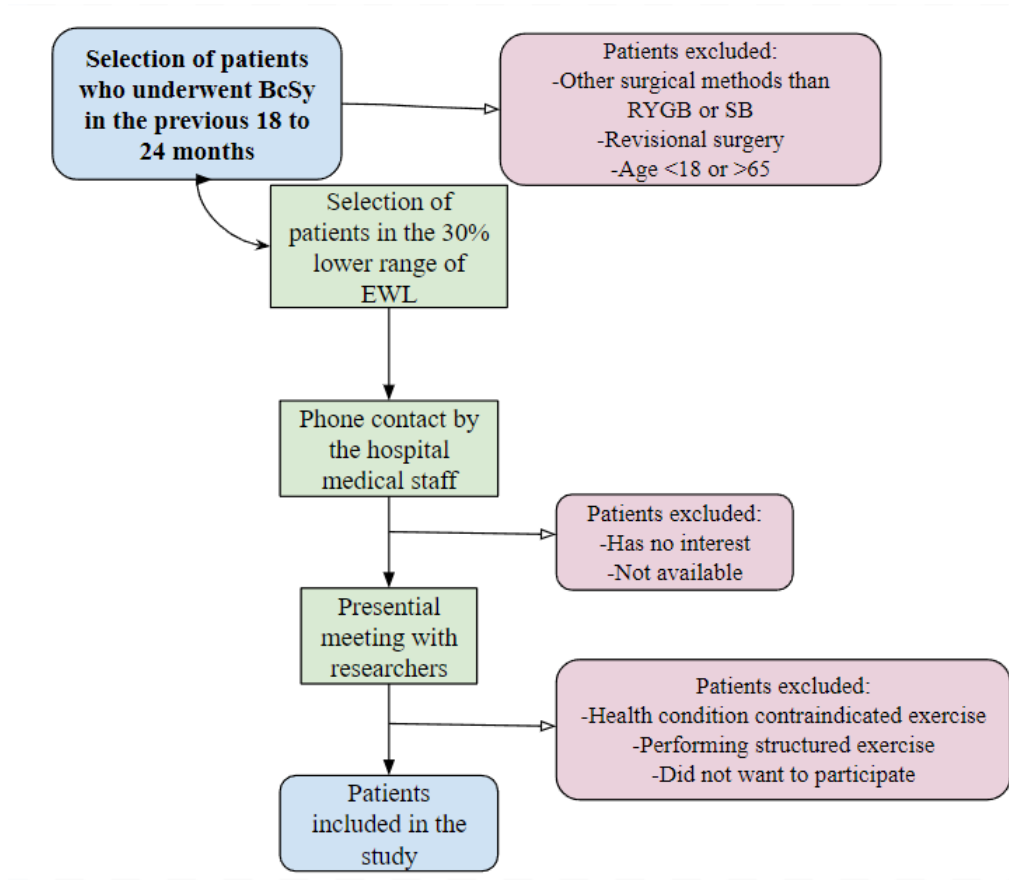 Selection of patients
who underwent BcSy
in the previous 18 to
24 months
Patients excluded:
-Other surgical methods than
RYGB or SB
-Revisional surgery
-Age <18 or >65
Selection of
patients in the 30%
lower range of
EWL
Phone contact by
the hospital
medical staff
Patients excluded:
-Has no interest
-Not available
Presential
meeting with
researchers
Patients excluded:
-Health condition contraindicated exercise
-Performing structured exercise
-Did not want to participate
Patients
included in the
study